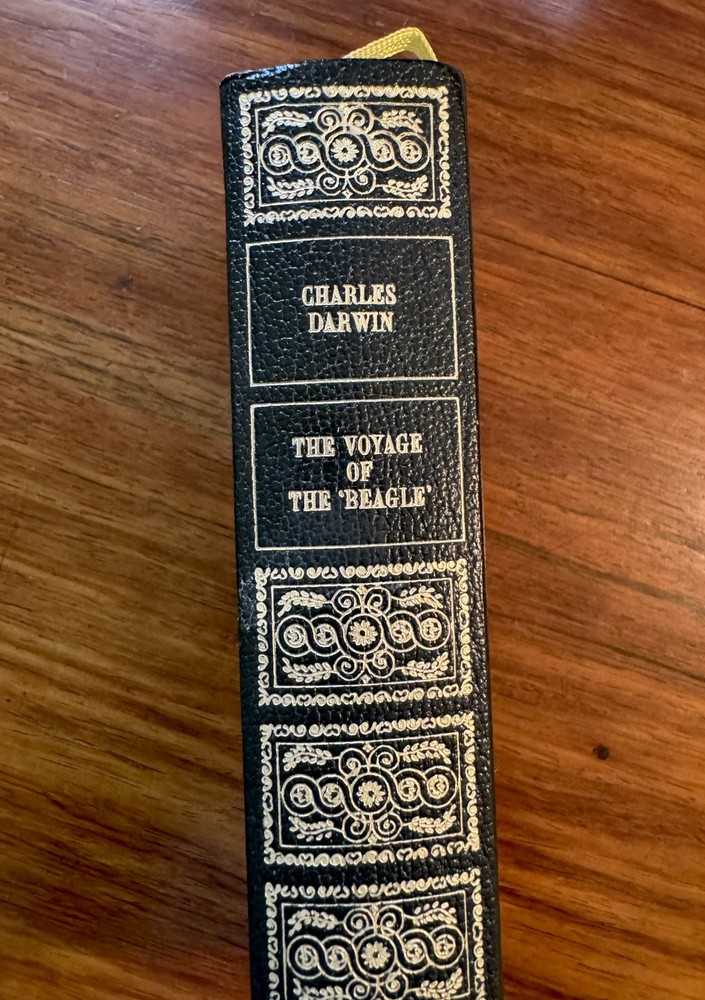 CHARLES
DARWIN
THE VOYAGE
OF
THE ‘BEAGLE’